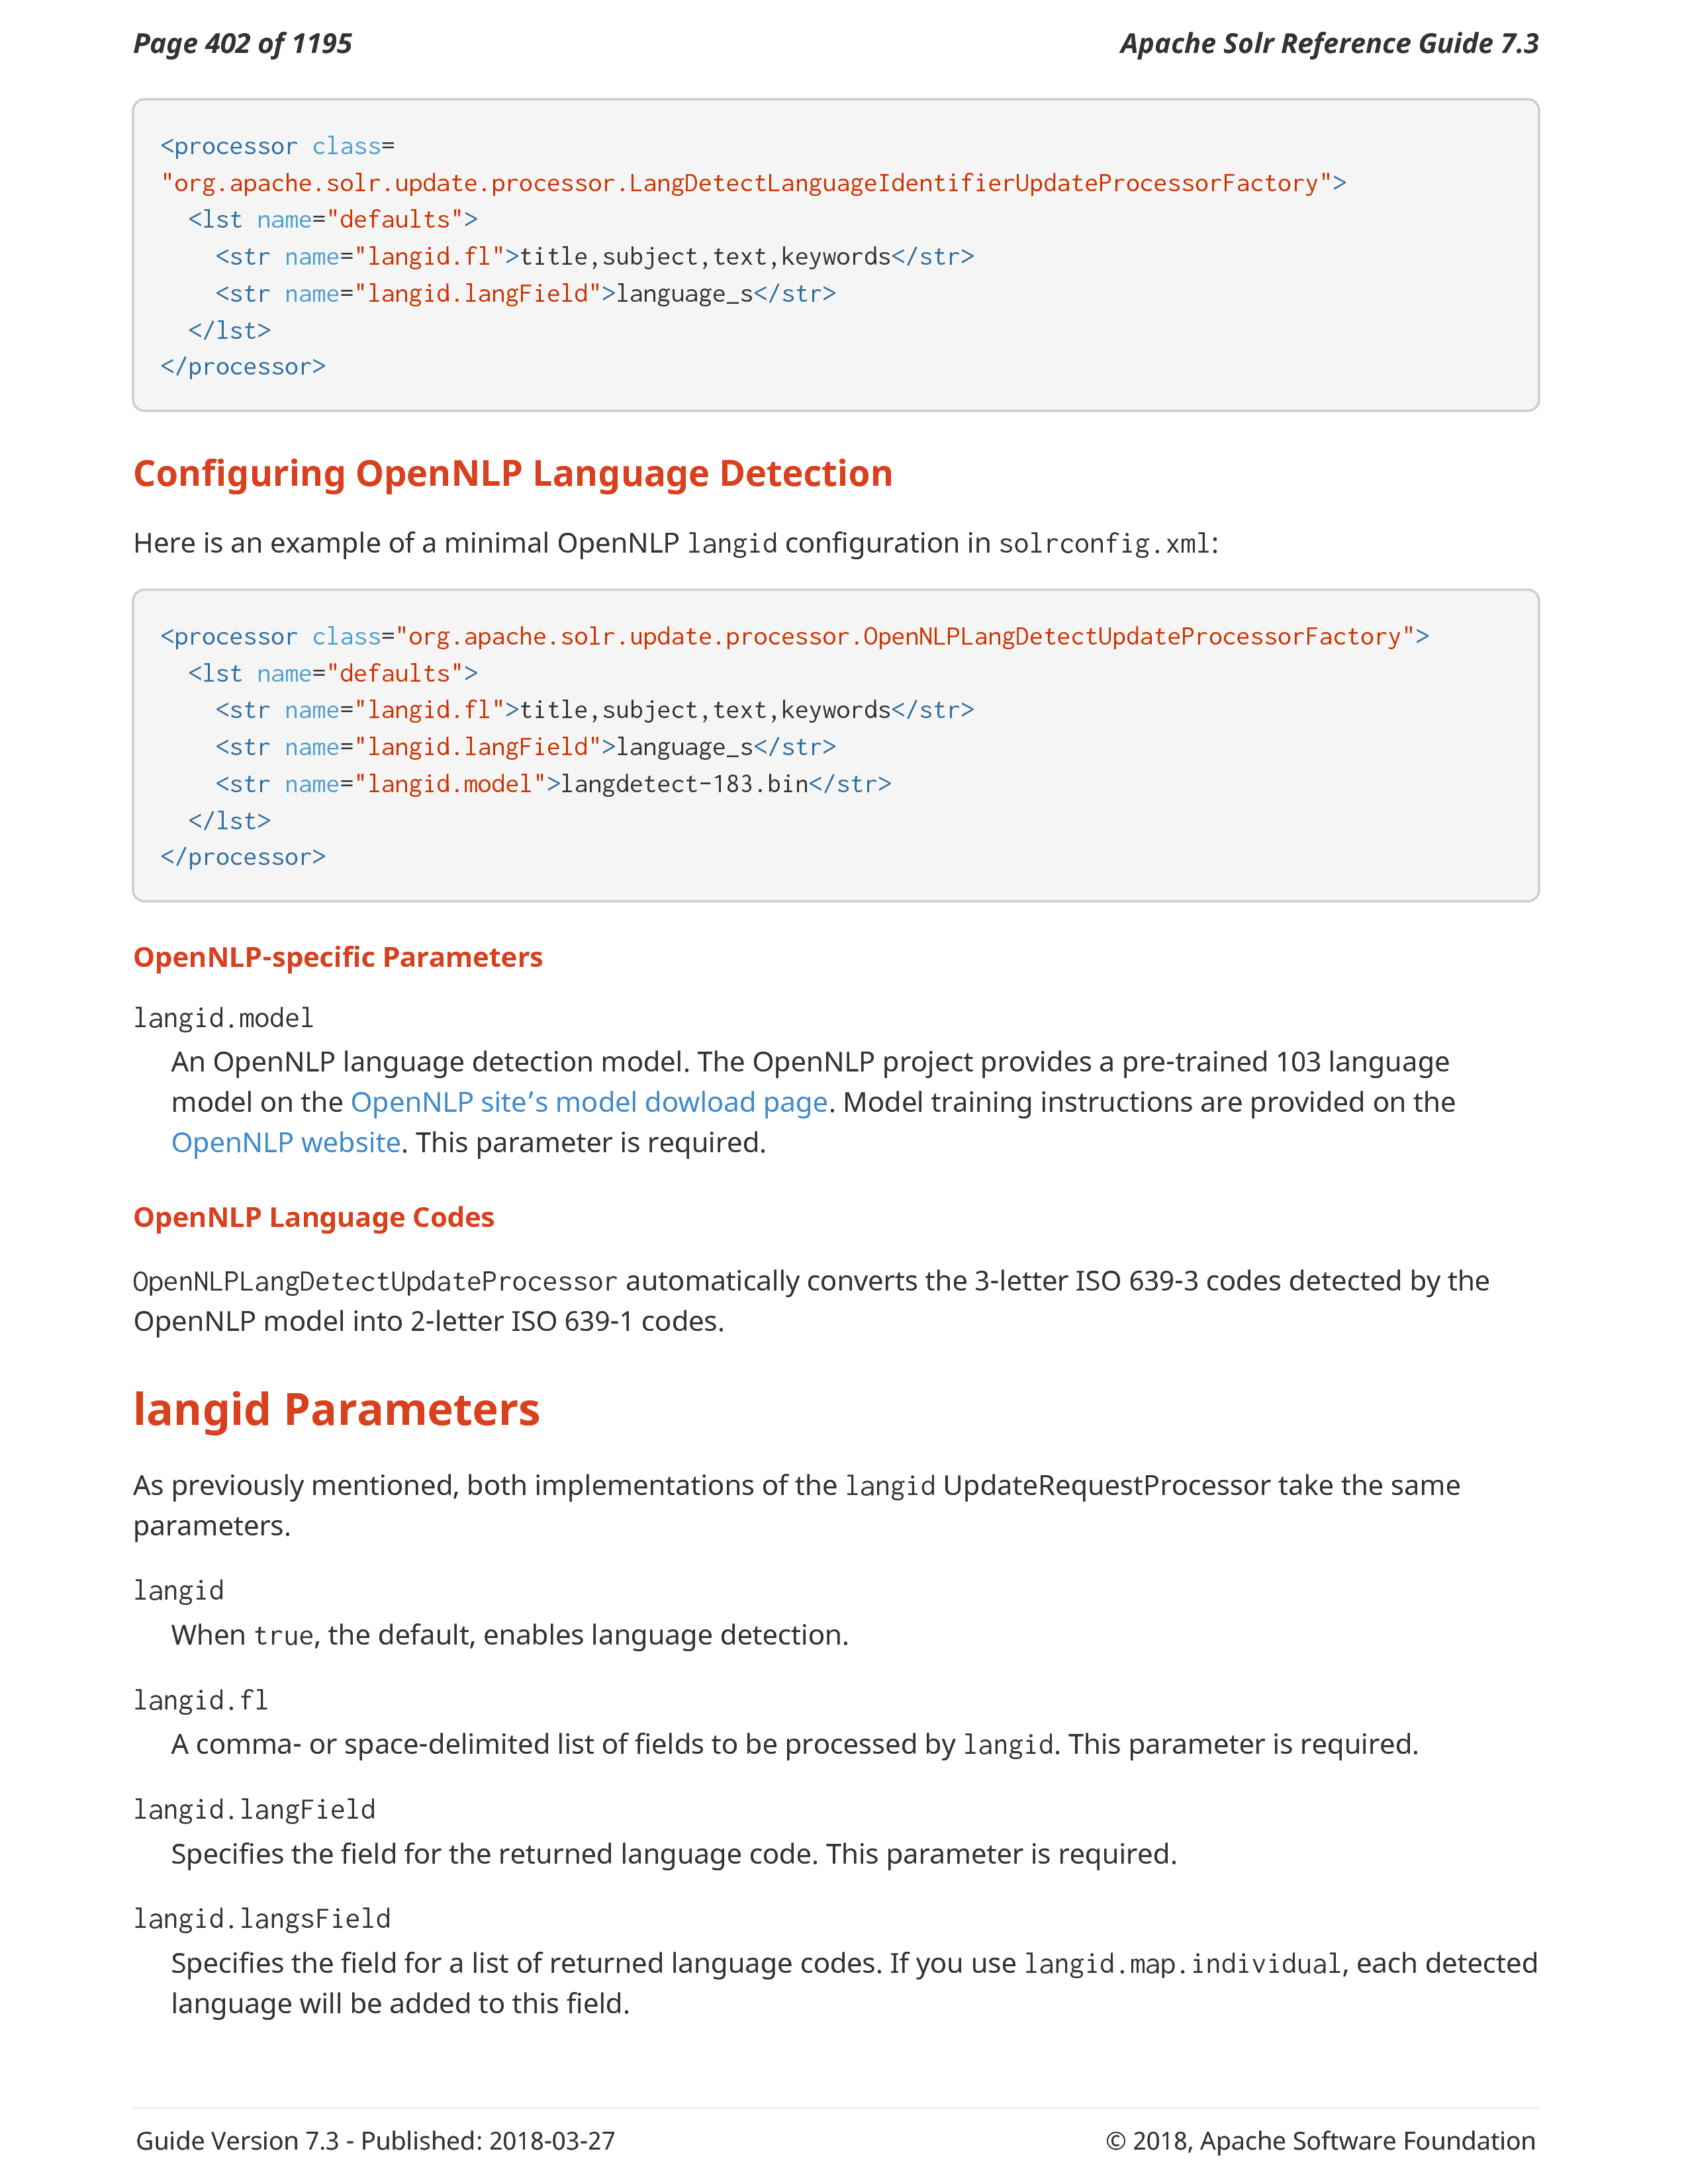 Page 402 of 1195
Apache Solr Reference Guide 7.3
<processor class=
"org.apache.solr.update.processor.LangDetectLanguageIdentifierUpdateProcessorFactory">
  <lst name="defaults">
    <str name="langid.fl">title,subject,text,keywords</str>
    <str name="langid.langField">language_s</str>
  </lst>
</processor>
Configuring OpenNLP Language Detection
Here is an example of a minimal OpenNLP langid configuration in solrconfig.xml:
<processor class="org.apache.solr.update.processor.OpenNLPLangDetectUpdateProcessorFactory">
  <lst name="defaults">
    <str name="langid.fl">title,subject,text,keywords</str>
    <str name="langid.langField">language_s</str>
    <str name="langid.model">langdetect-183.bin</str>
  </lst>
</processor>
OpenNLP-specific Parameters
langid.model
An OpenNLP language detection model. The OpenNLP project provides a pre-trained 103 language
model on the OpenNLP site’s model dowload page. Model training instructions are provided on the
OpenNLP website. This parameter is required.
OpenNLP Language Codes
OpenNLPLangDetectUpdateProcessor automatically converts the 3-letter ISO 639-3 codes detected by the
OpenNLP model into 2-letter ISO 639-1 codes.
langid Parameters
As previously mentioned, both implementations of the langid UpdateRequestProcessor take the same
parameters.
langid
When true, the default, enables language detection.
langid.fl
A comma- or space-delimited list of fields to be processed by langid. This parameter is required.
langid.langField
Specifies the field for the returned language code. This parameter is required.
langid.langsField
Specifies the field for a list of returned language codes. If you use langid.map.individual, each detected
language will be added to this field.
Guide Version 7.3 - Published: 2018-03-27
© 2018, Apache Software Foundation